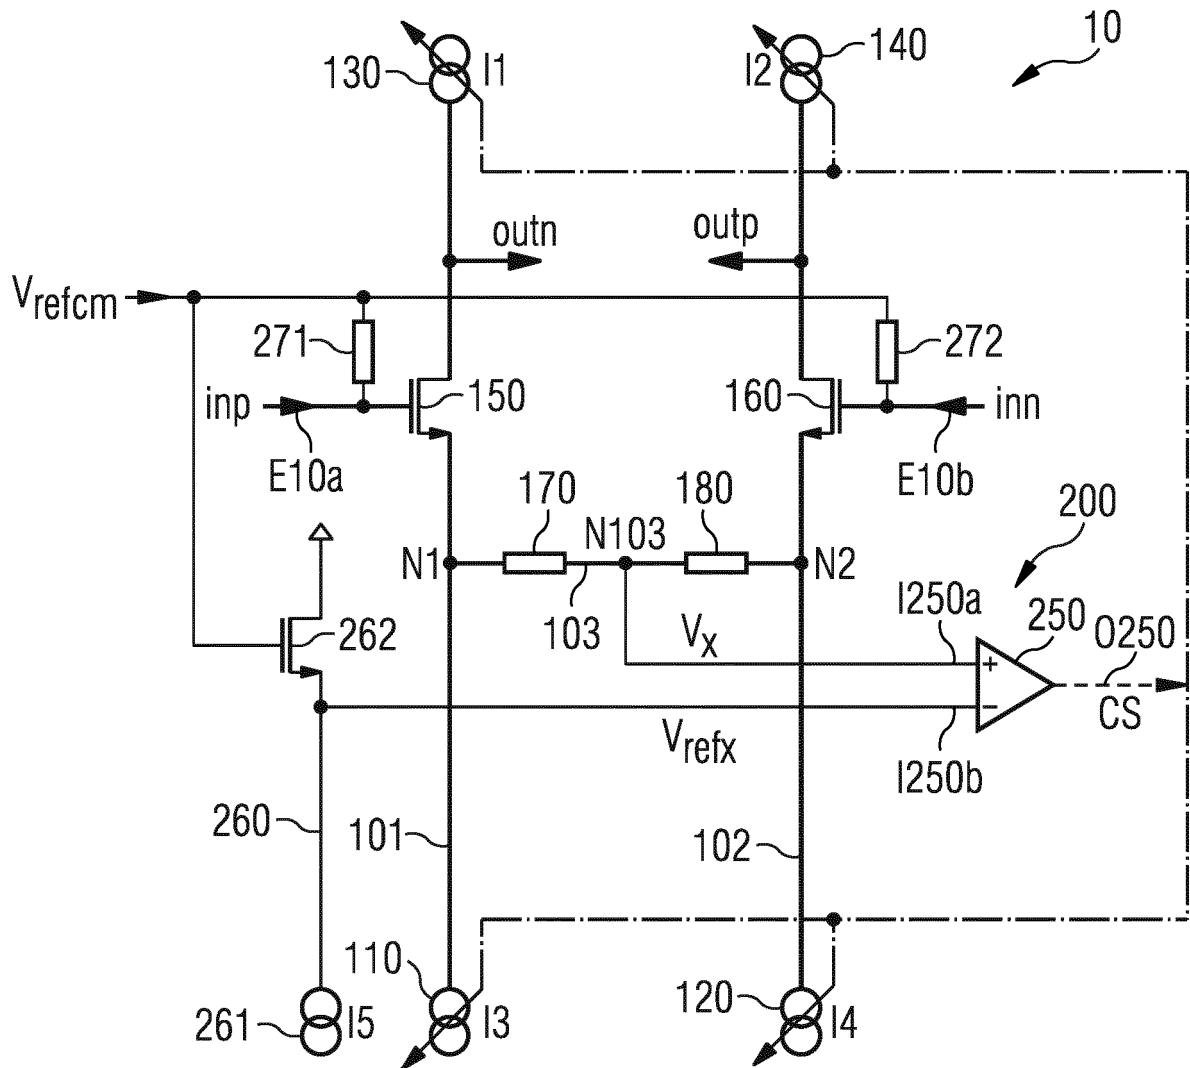 10
130
I1
I2
140
outn
outp
Vrefcm
271
272
inp
150
160
inn
E10a
E10b
170
180
200
N103
N1
N2
262
103
Vx
I250a
250
O250
+
−
CS
Vrefx
I250b
260
101
102
110
120
261
I5
I3
I4